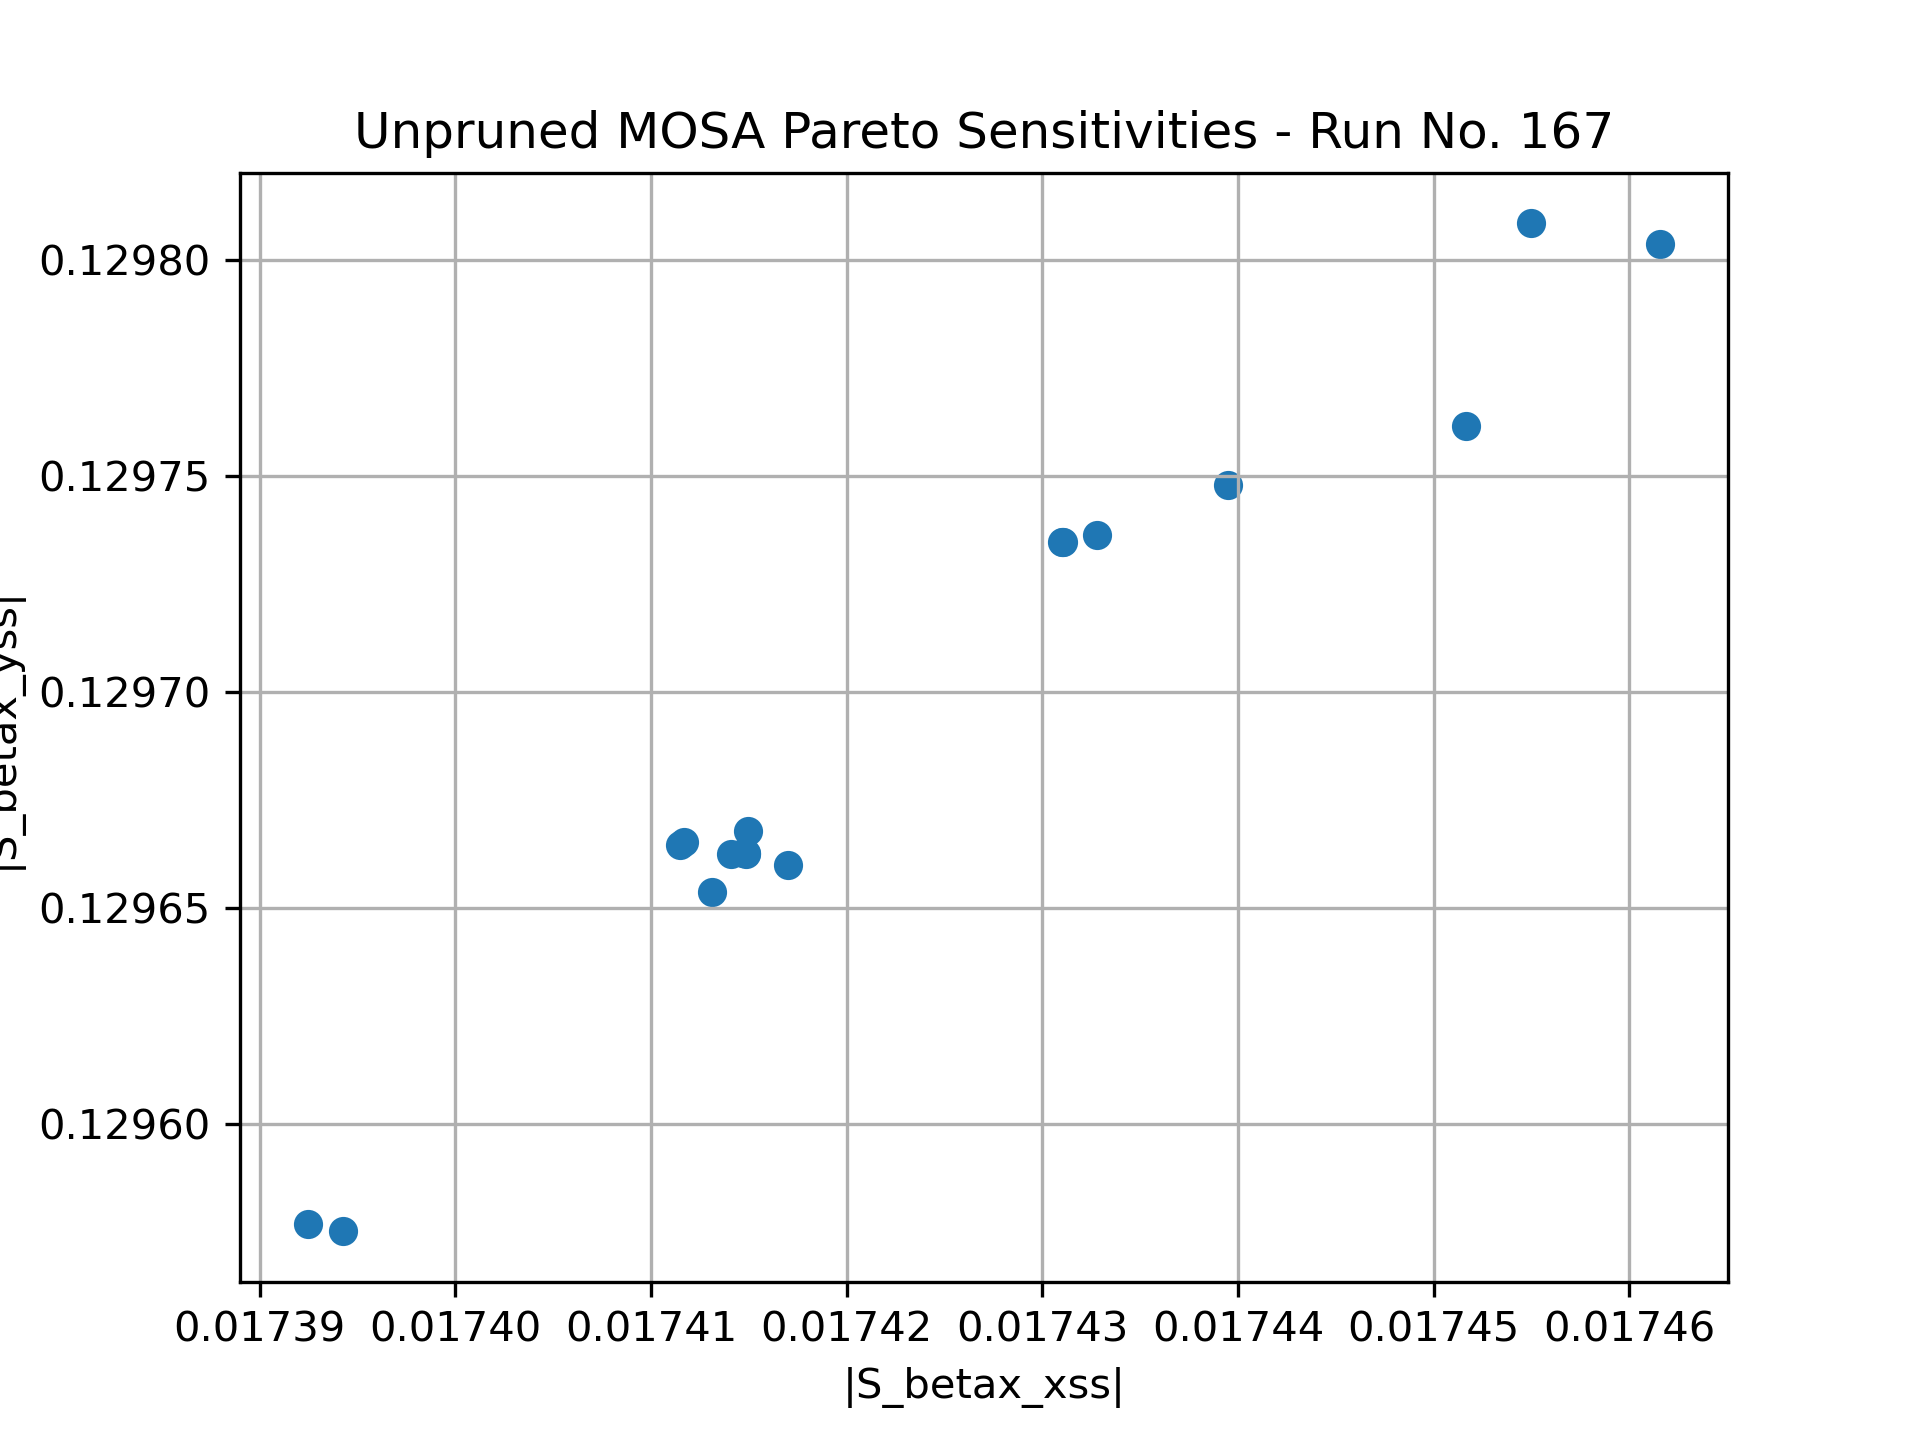 Unpruned MOSA Pareto Sensitivities - Run No. 167
|S_betax_yss|
0.12980
0.12975
0.12970
0.12965
0.12960
0.01739 0.01740 0.01741 0.01742 0.01743 0.01744 0.01745 0.01746
|S_betax_xss|